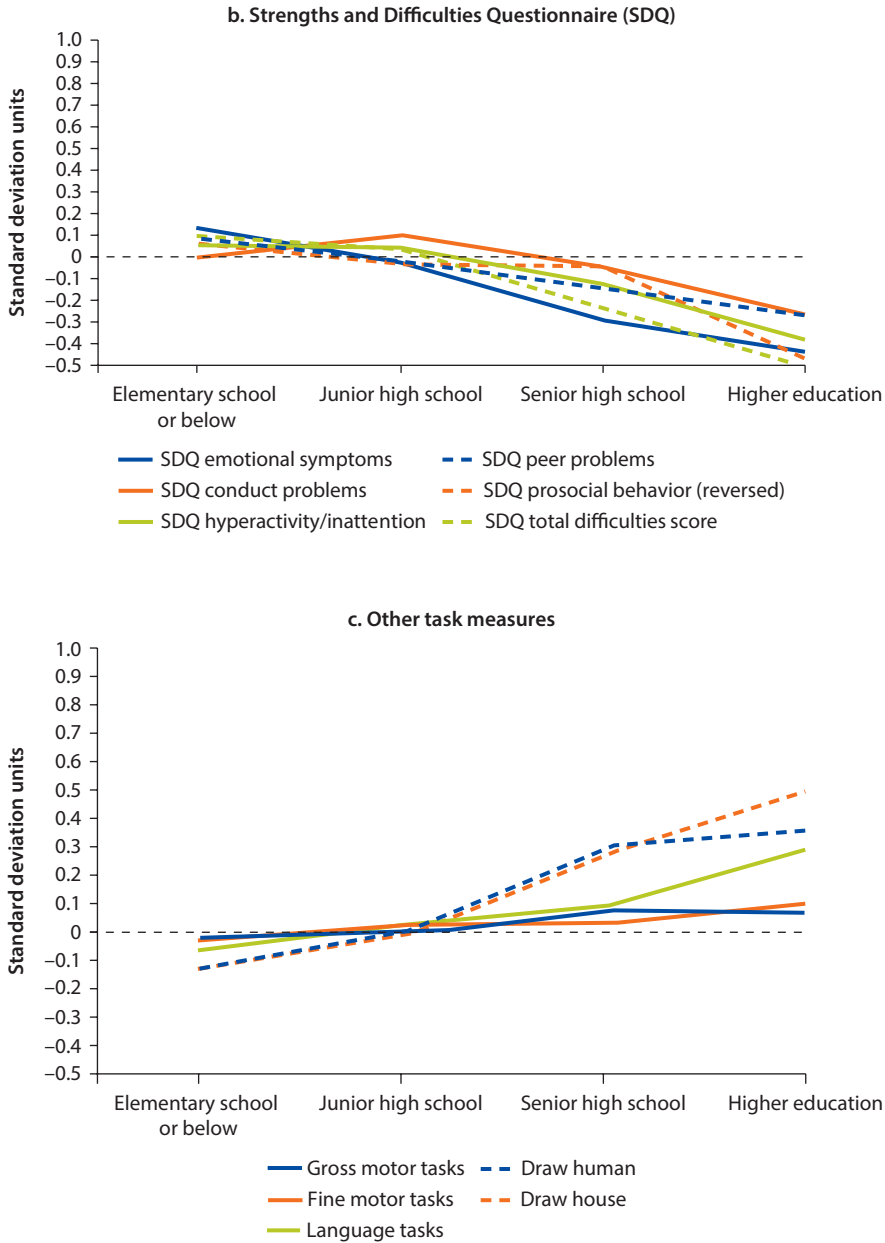 b. Strengths and Difficulties Questionnaire (SDQ)
Standard deviation units
1.0
0.9
0.8
0.7
0.6
0.5
0.4
0.3
0.2
0.1
0
−0.1
−0.2
−0.3
−0.4
−0.5
Elementary school
or below
Junior high school
Senior high school
Higher education
SDQ emotional symptoms
SDQ peer problems
SDQ conduct problems
SDQ prosocial behavior (reversed)
SDQ hyperactivity/inattention
SDQ total difficulties score
c. Other task measures
Standard deviation units
1.0
0.9
0.8
0.7
0.6
0.5
0.4
0.3
0.2
0.1
0
−0.1
−0.2
−0.3
−0.4
−0.5
Elementary school
or below
Junior high school
Senior high school
Higher education
Gross motor tasks
Draw human
Fine motor tasks
Draw house
Language tasks